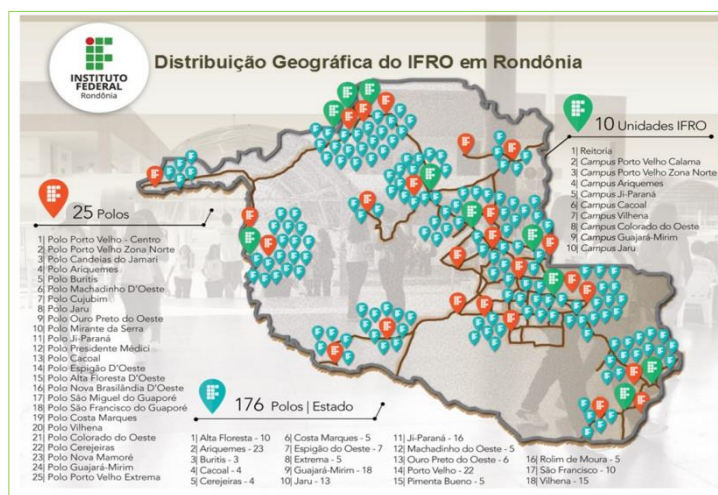 INSTITUTO
FEDERAL
Rondônia
Distribuição Geográfica do IFRO em Rondônia
10 Unidades IFRO
1| Reitoria
2| Campus Porto Velho Calama
3| Campus Porto Velho Zona Norte
4| Campus Ariquemes
5| Campus Ji-Paraná
6| Campus Cacoal
7| Campus Vilhena
8| Campus Colorado do Oeste
9| Campus Guajará-Mirim
10| Campus Jaru
25 Polos
1| Polo Porto Velho - Centro
2| Polo Porto Velho Zona Norte
3| Polo Candeias do Jamari
4| Polo Ariquemes
5| Polo Buritis
6| Polo Machadinho D'Oeste
7| Polo Cujubim
8| Polo Jaru
9| Polo Ouro Preto do Oeste
10| Polo Mirante da Serra
11| Polo Ji-Paraná
12| Polo Presidente Médici
13| Polo Cacoal
14| Polo Espigão D'Oeste
15| Polo Alta Floresta D'Oeste
16| Polo Nova Brasilândia D'Oeste
17| Polo São Miguel do Guaporé
18| Polo São Francisco do Guaporé
19| Polo Costa Marques
20| Polo Vilhena
21| Polo Colorado do Oeste
22| Polo Cerejeiras
23| Polo Nova Mamoré
24| Polo Guajará-Mirim
25| Polo Porto Velho Extrema
176 Polos | Estado
1| Alta Floresta - 10
2| Ariquemes - 23
3| Buritis - 3
4| Cacoal - 4
5| Cerejeiras - 4
6| Costa Marques - 5
7| Espigão do Oeste - 7
8| Extrema - 5
9| Guajará-Mirim - 18
10| Jaru - 13
11| Ji-Paraná - 16
12| Machadinho do Oeste - 5
13| Ouro Preto do Oeste - 6
14| Porto Velho - 22
15| Pimenta Bueno - 5
16| Rolim de Moura - 5
17| São Francisco - 10
18| Vilhena - 15